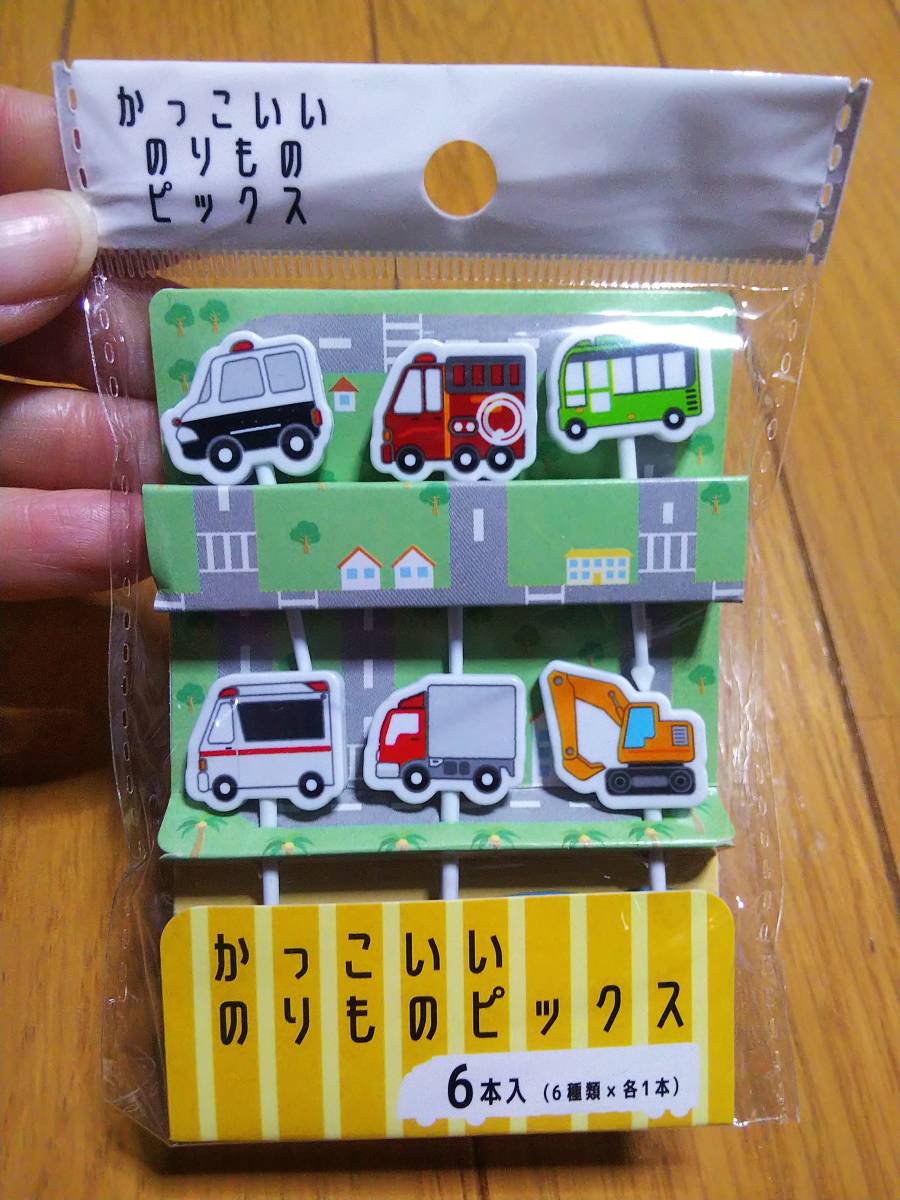 かっこいい
のりもの
ピックス
かっこいい
のりものピックス
6本入（6種類×各1本）